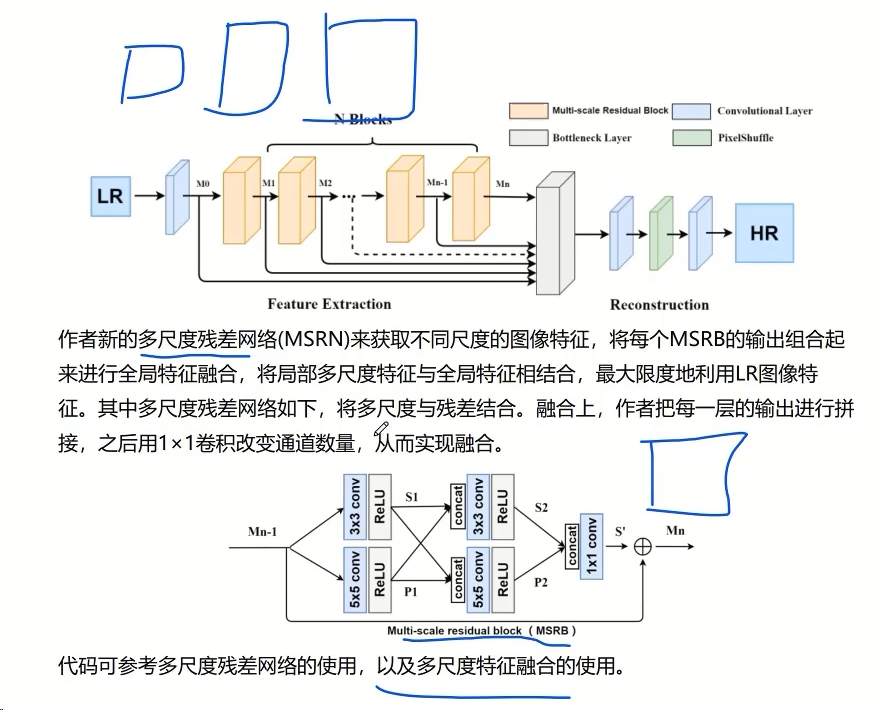 N Blocks
Multi-scale Residual Block
Convolutional Layer
Bottleneck Layer
PixelShuffle
LR
M0
M1
M2
...
Mn-1
Mn
HR
Feature Extraction
Reconstruction
作者新的多尺度残差网络(MSRN)来获取不同尺度的图像特征，将每个MSRB的输出组合起
来进行全局特征融合，将局部多尺度特征与全局特征相结合，最大限度地利用LR图像特
征。其中多尺度残差网络如下，将多尺度与残差结合。融合上，作者把每一层的输出进行拼
接，之后用1×1卷积改变通道数量，从而实现融合。
Mn-1
3x3 conv
ReLU
S1
concat
3x3 conv
ReLU
S2
5x5 conv
ReLU
P1
concat
5x5 conv
ReLU
P2
concat
1x1 conv
S'
Mn
Multi-scale residual block（MSRB）
代码可参考多尺度残差网络的使用，以及多尺度特征融合的使用。